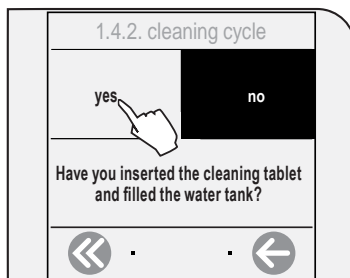 1.4.2. cleaning cycle
yes
no
Have you inserted the cleaning tablet
and filled the water tank?